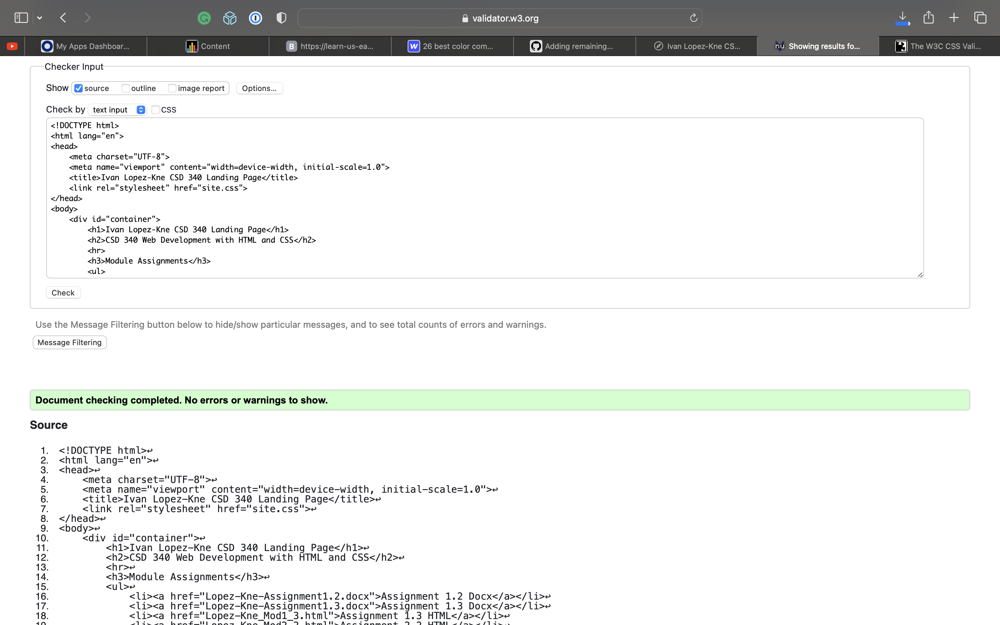 validator.w3.org
My Apps Dashboar...
Content
B https://learn-us-ea...
W 26 best color com...
Adding remaining...
Ivan Lopez-Kne CS...
nu Showing results fo...
The W3C CSS Vali...
Checker Input
Show source outline image report Options...
Check by text input CSS
<!DOCTYPE html>
<html lang="en">
<head>
    <meta charset="UTF-8">
    <meta name="viewport" content="width=device-width, initial-scale=1.0">
    <title>Ivan Lopez-Kne CSD 340 Landing Page</title>
    <link rel="stylesheet" href="site.css">
</head>
<body>
    <div id="container">
        <h1>Ivan Lopez-Kne CSD 340 Landing Page</h1>
        <h2>CSD 340 Web Development with HTML and CSS</h2>
        <hr>
        <h3>Module Assignments</h3>
        <ul>
Check
Use the Message Filtering button below to hide/show particular messages, and to see total counts of errors and warnings.
Message Filtering
Document checking completed. No errors or warnings to show.
Source
1. <!DOCTYPE html>↩
2. <html lang="en">↩
3. <head>↩
4.     <meta charset="UTF-8">↩
5.     <meta name="viewport" content="width=device-width, initial-scale=1.0">↩
6.     <title>Ivan Lopez-Kne CSD 340 Landing Page</title>↩
7.     <link rel="stylesheet" href="site.css">↩
8. </head>↩
9. <body>↩
10.     <div id="container">↩
11.         <h1>Ivan Lopez-Kne CSD 340 Landing Page</h1>↩
12.         <h2>CSD 340 Web Development with HTML and CSS</h2>↩
13.         <hr>↩
14.         <h3>Module Assignments</h3>↩
15.         <ul>↩
16.             <li><a href="Lopez-Kne-Assignment1.2.docx">Assignment 1.2 Docx</a></li>↩
17.             <li><a href="Lopez-Kne-Assignment1.3.docx">Assignment 1.3 Docx</a></li>↩
18.             <li><a href="Lopez-Kne_Mod1_3.html">Assignment 1.3 HTML</a></li>↩
19.             <li><a href="Lopez-Kne_Mod2_2.html">Assignment 2.2 HTML</a></li>↩